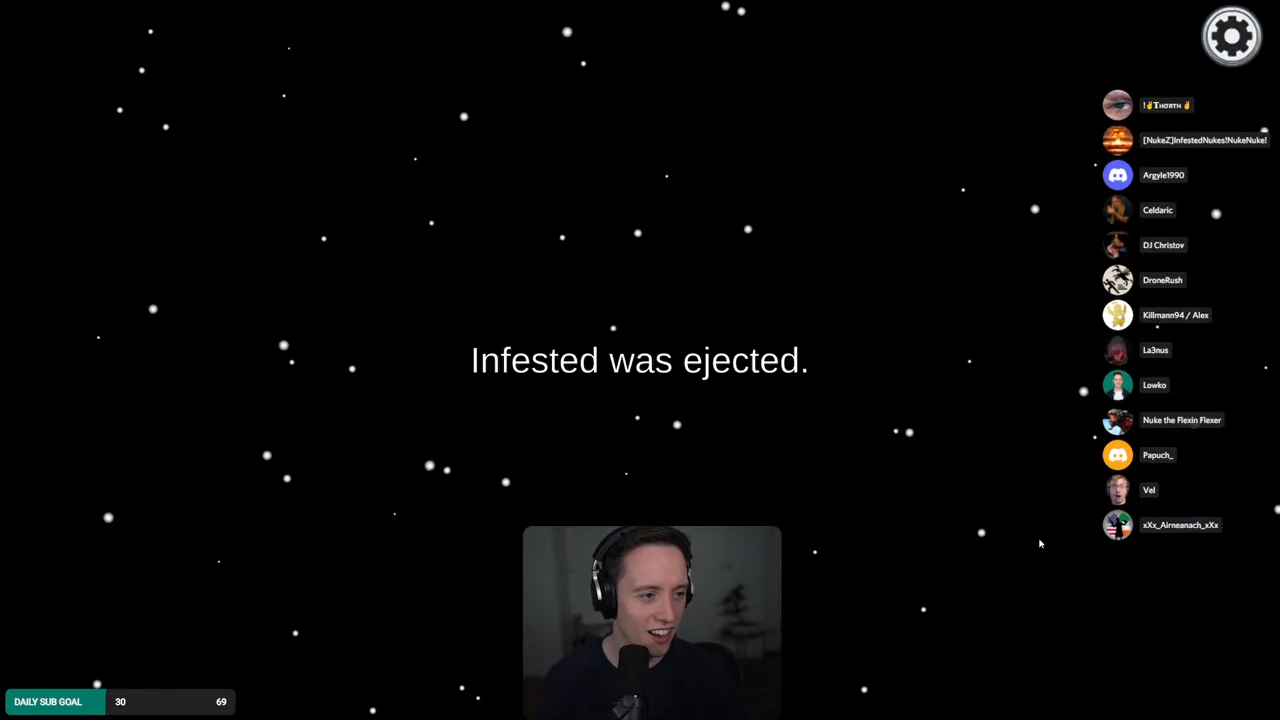 !✌Tнσятн ✌
[NukeZ]InfestedNukes!NukeNuke!
Argyle1990
Celdaric
DJ Christov
DroneRush
Killmann94 / Alex
La3nus
Infested was ejected.
Lowko
Nuke the Flexin Flexer
Papuch_
Vel
xXx_Airneanach_xXx
DAILY SUB GOAL 30 69